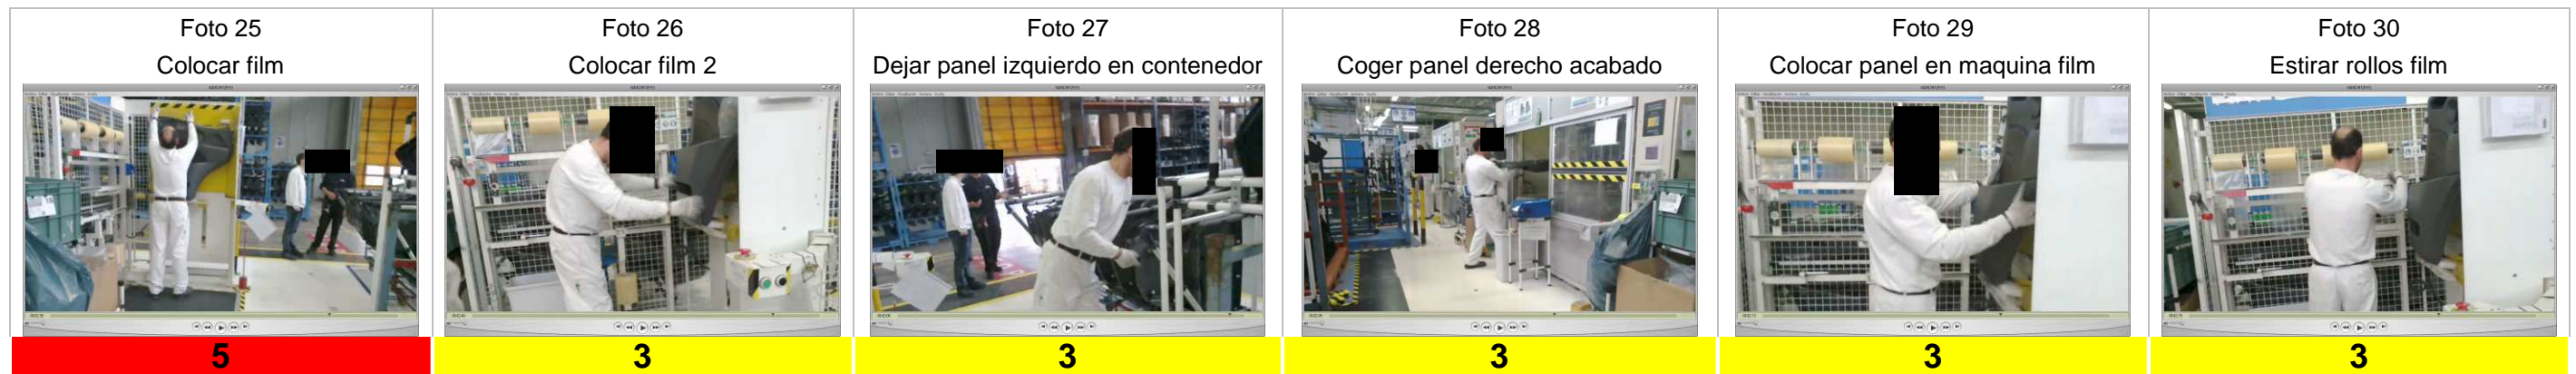 Foto 25
Colocar film
5
Foto 26
Colocar film 2
3
Foto 27
Dejar panel izquierdo en contenedor
3
Foto 28
Coger panel derecho acabado
3
Foto 29
Colocar panel en maquina film
3
Foto 30
Estirar rollos film
3